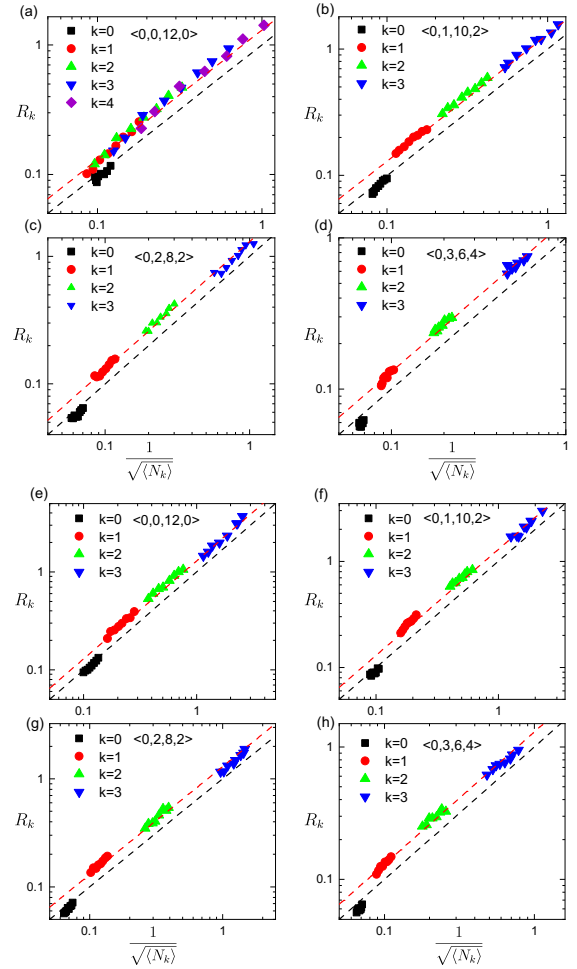 (a)
k=0 <0,0,12,0>
k=1
k=2
k=3
k=4
R_k
1
0.1
0.1
1
(b)
k=0 <0,1,10,2>
k=1
k=2
k=3
1
0.1
0.1
1
(c)
k=0 <0,2,8,2>
k=1
k=2
k=3
R_k
1
0.1
0.1
1
1/√⟨N_k⟩
(d)
k=0 <0,3,6,4>
k=1
k=2
k=3
1
0.1
0.1
1
1/√⟨N_k⟩
(e)
k=0 <0,0,12,0>
k=1
k=2
k=3
R_k
1
0.1
0.1
1
(f)
k=0 <0,1,10,2>
k=1
k=2
k=3
1
0.1
0.1
1
(g)
k=0 <0,2,8,2>
k=1
k=2
k=3
R_k
1
0.1
0.1
1
1/√⟨N_k⟩
(h)
k=0 <0,3,6,4>
k=1
k=2
k=3
1
0.1
0.1
1
1/√⟨N_k⟩